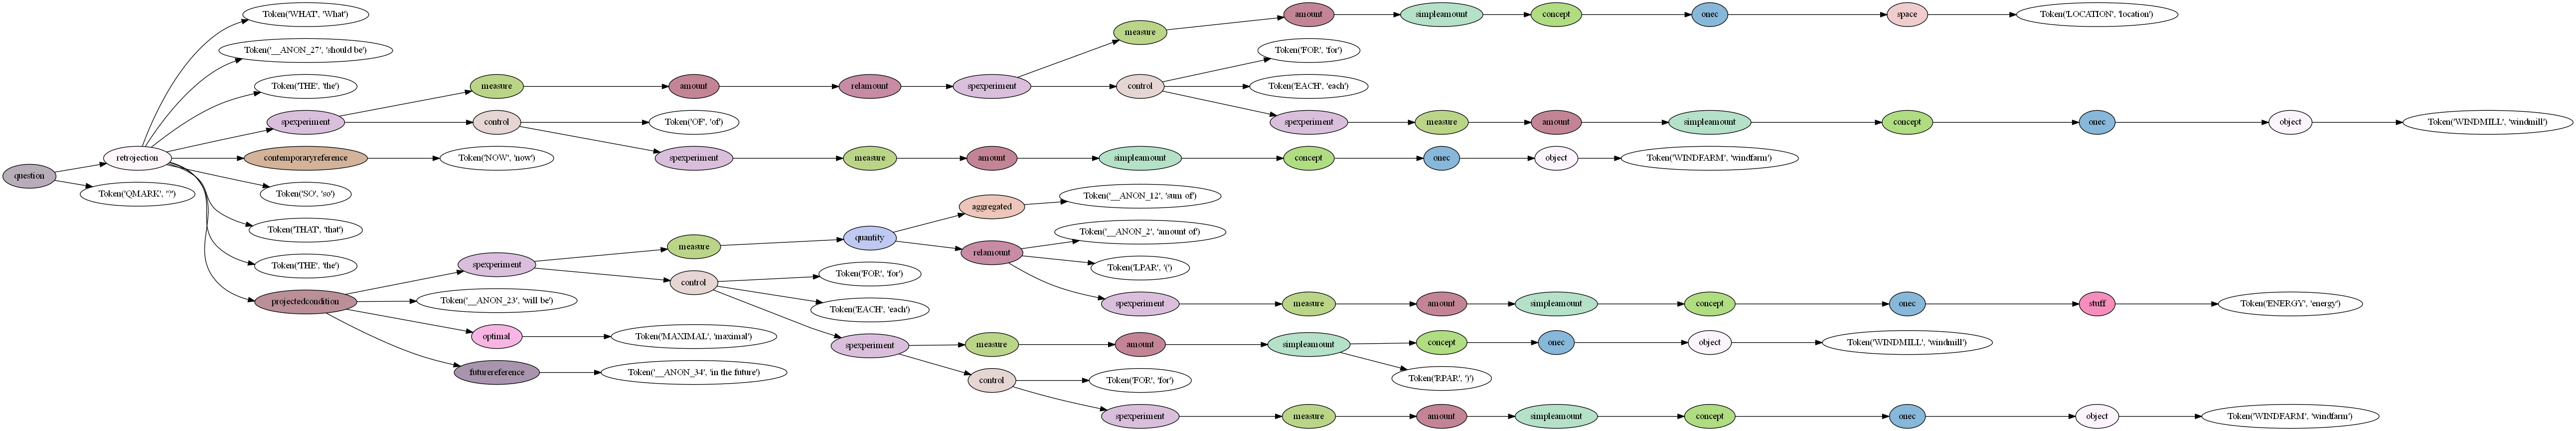 question
retrojection
Token('QMARK', '?')
Token('WHAT', 'What')
Token('__ANON_27', 'should be')
Token('THE', 'the')
spexperiment
contemporaryreference
Token('SO', 'so')
Token('THAT', 'that')
Token('THE', 'the')
projectedcondition
measure
amount
relamount
spexperiment
measure
amount
simpleamount
concept
onec
space
Token('LOCATION', 'location')
control
Token('FOR', 'for')
Token('EACH', 'each')
spexperiment
measure
amount
simpleamount
concept
onec
object
Token('WINDMILL', 'windmill')
control
Token('OF', 'of')
spexperiment
measure
amount
simpleamount
concept
onec
object
Token('WINDFARM', 'windfarm')
Token('NOW', 'now')
spexperiment
measure
quantity
aggregated
Token('__ANON_12', 'sum of')
relamount
Token('__ANON_2', 'amount of')
Token('LPAR', '(')
spexperiment
measure
amount
simpleamount
concept
onec
stuff
Token('ENERGY', 'energy')
control
Token('FOR', 'for')
Token('EACH', 'each')
spexperiment
measure
amount
simpleamount
concept
onec
object
Token('WINDMILL', 'windmill')
Token('RPAR', ')')
control
Token('FOR', 'for')
spexperiment
measure
amount
simpleamount
concept
onec
object
Token('WINDFARM', 'windfarm')
Token('__ANON_23', 'will be')
optimal
Token('MAXIMAL', 'maximal')
futurereference
Token('__ANON_34', 'in the future')